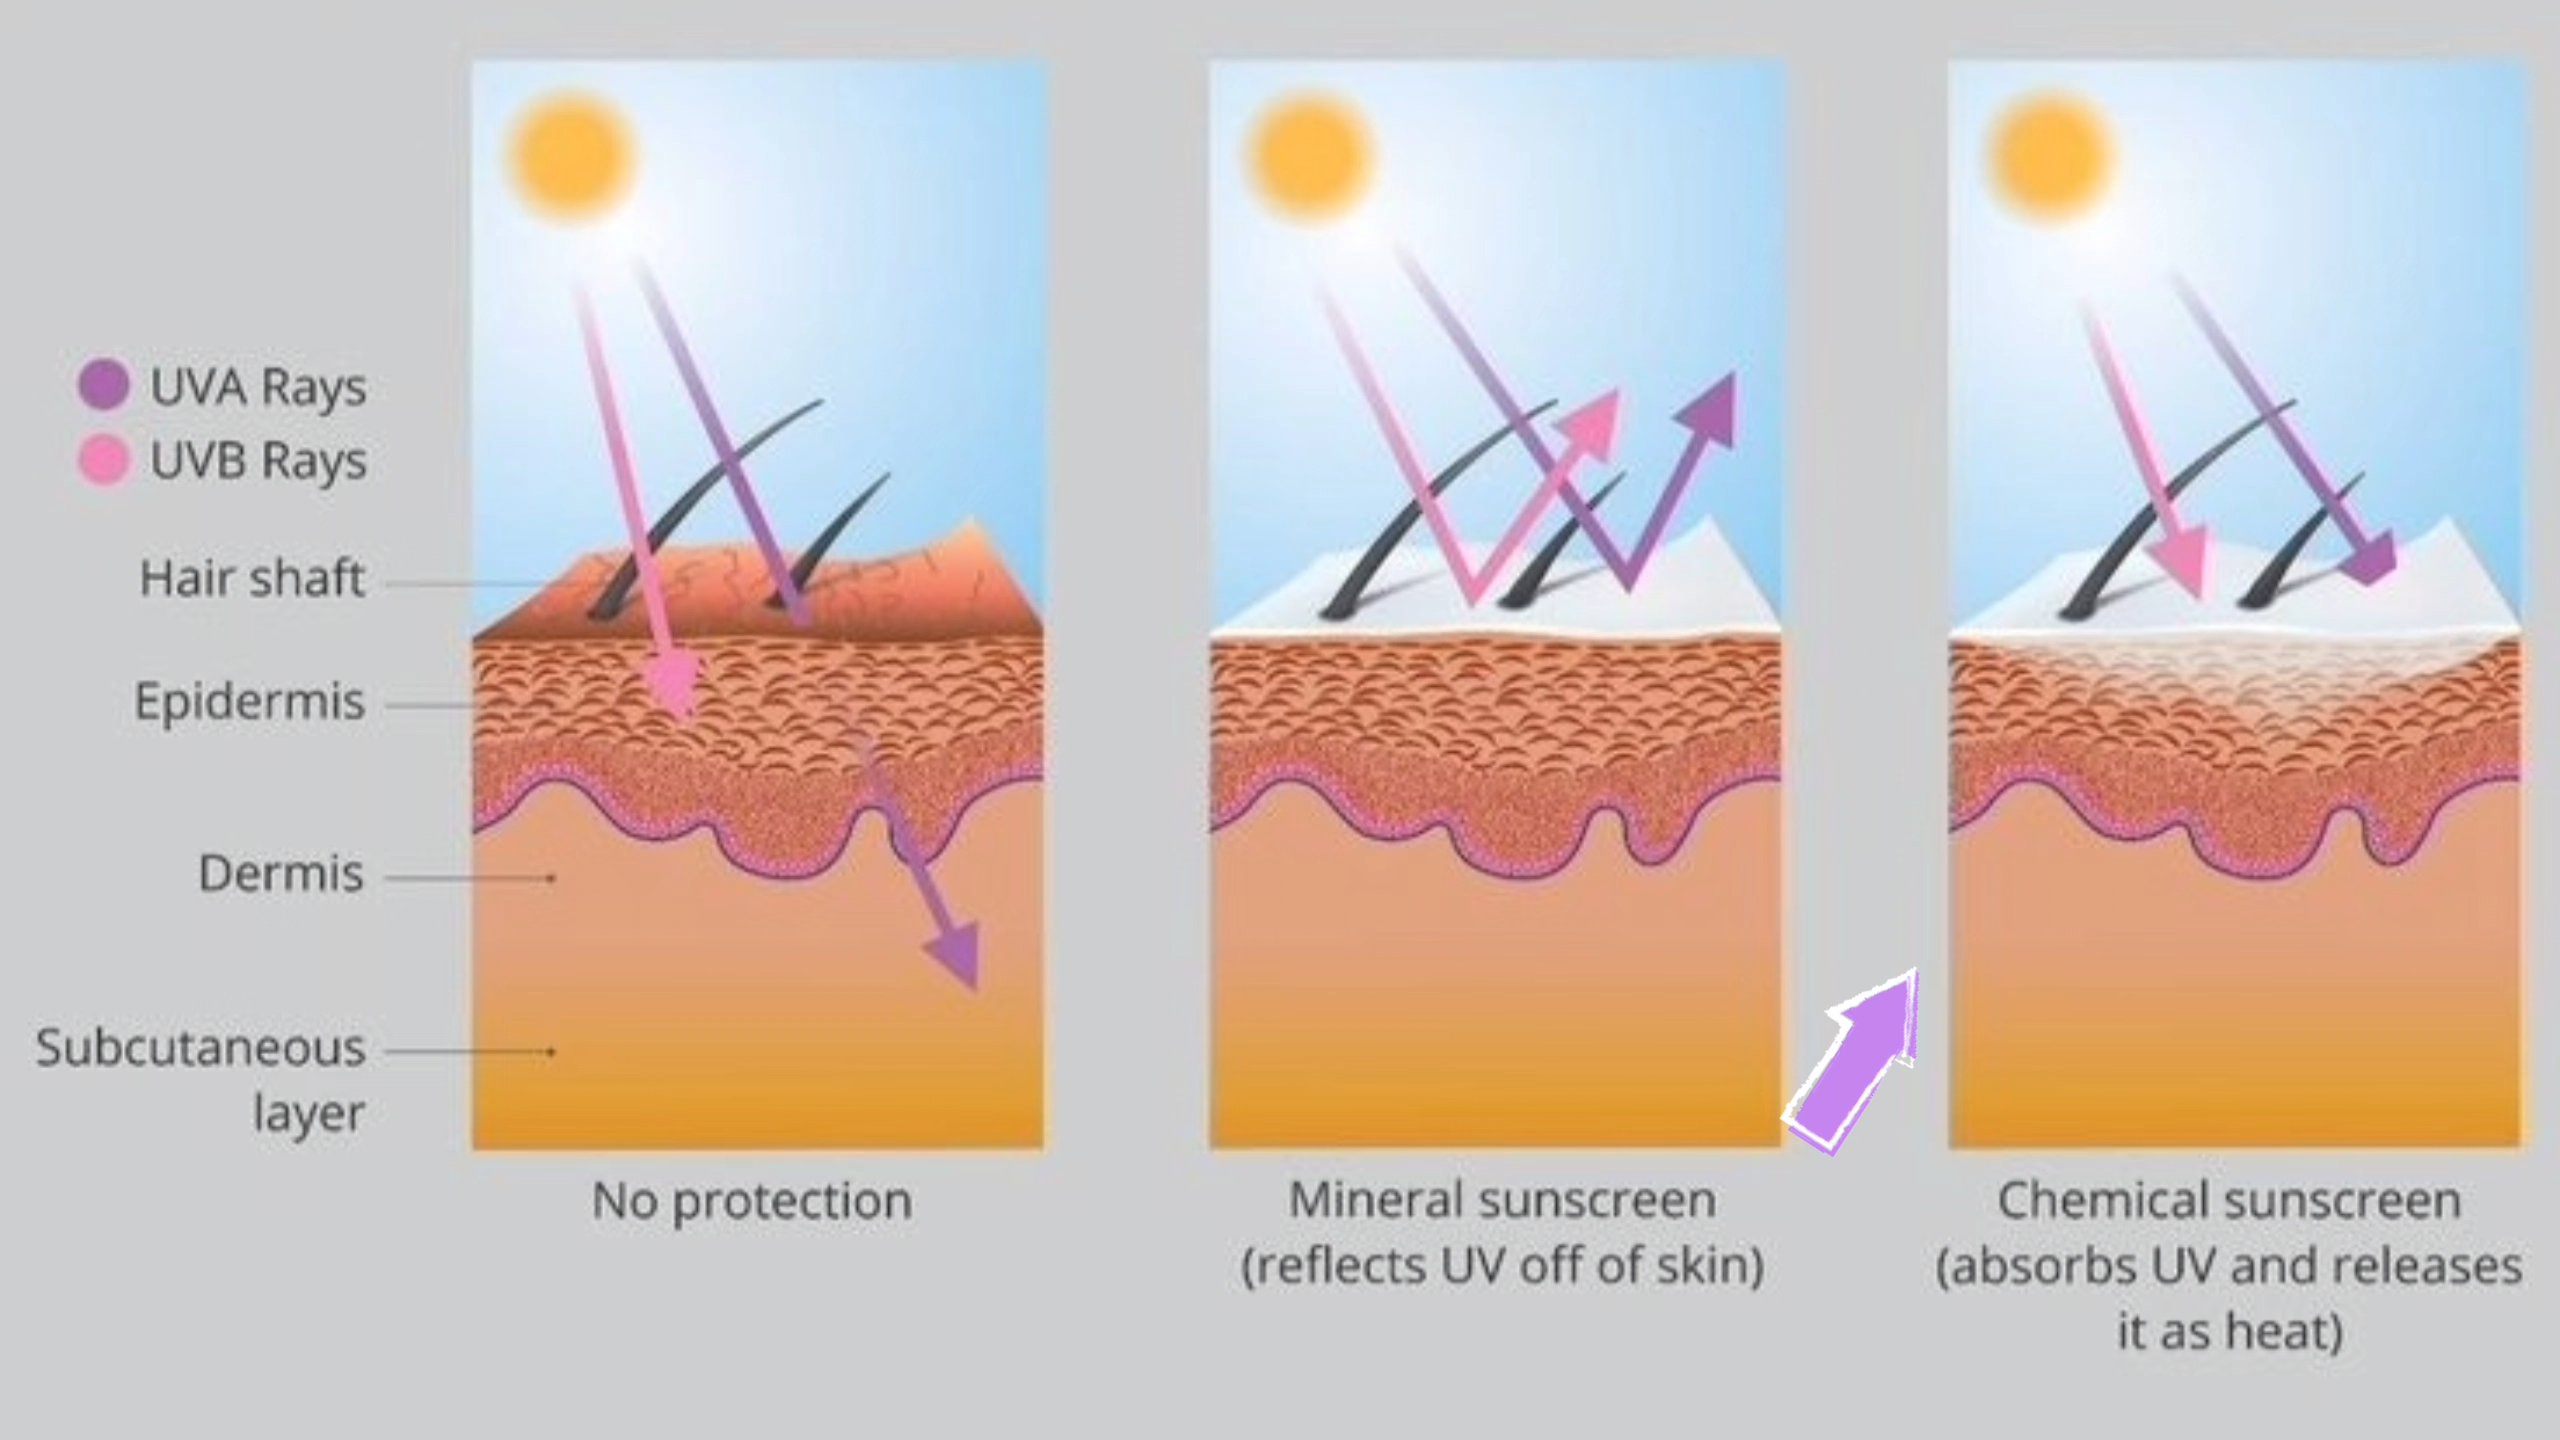 UVA Rays
UVB Rays
Hair shaft
Epidermis
Dermis
Subcutaneous
layer
No protection
Mineral sunscreen
(reflects UV off of skin)
Chemical sunscreen
(absorbs UV and releases
it as heat)